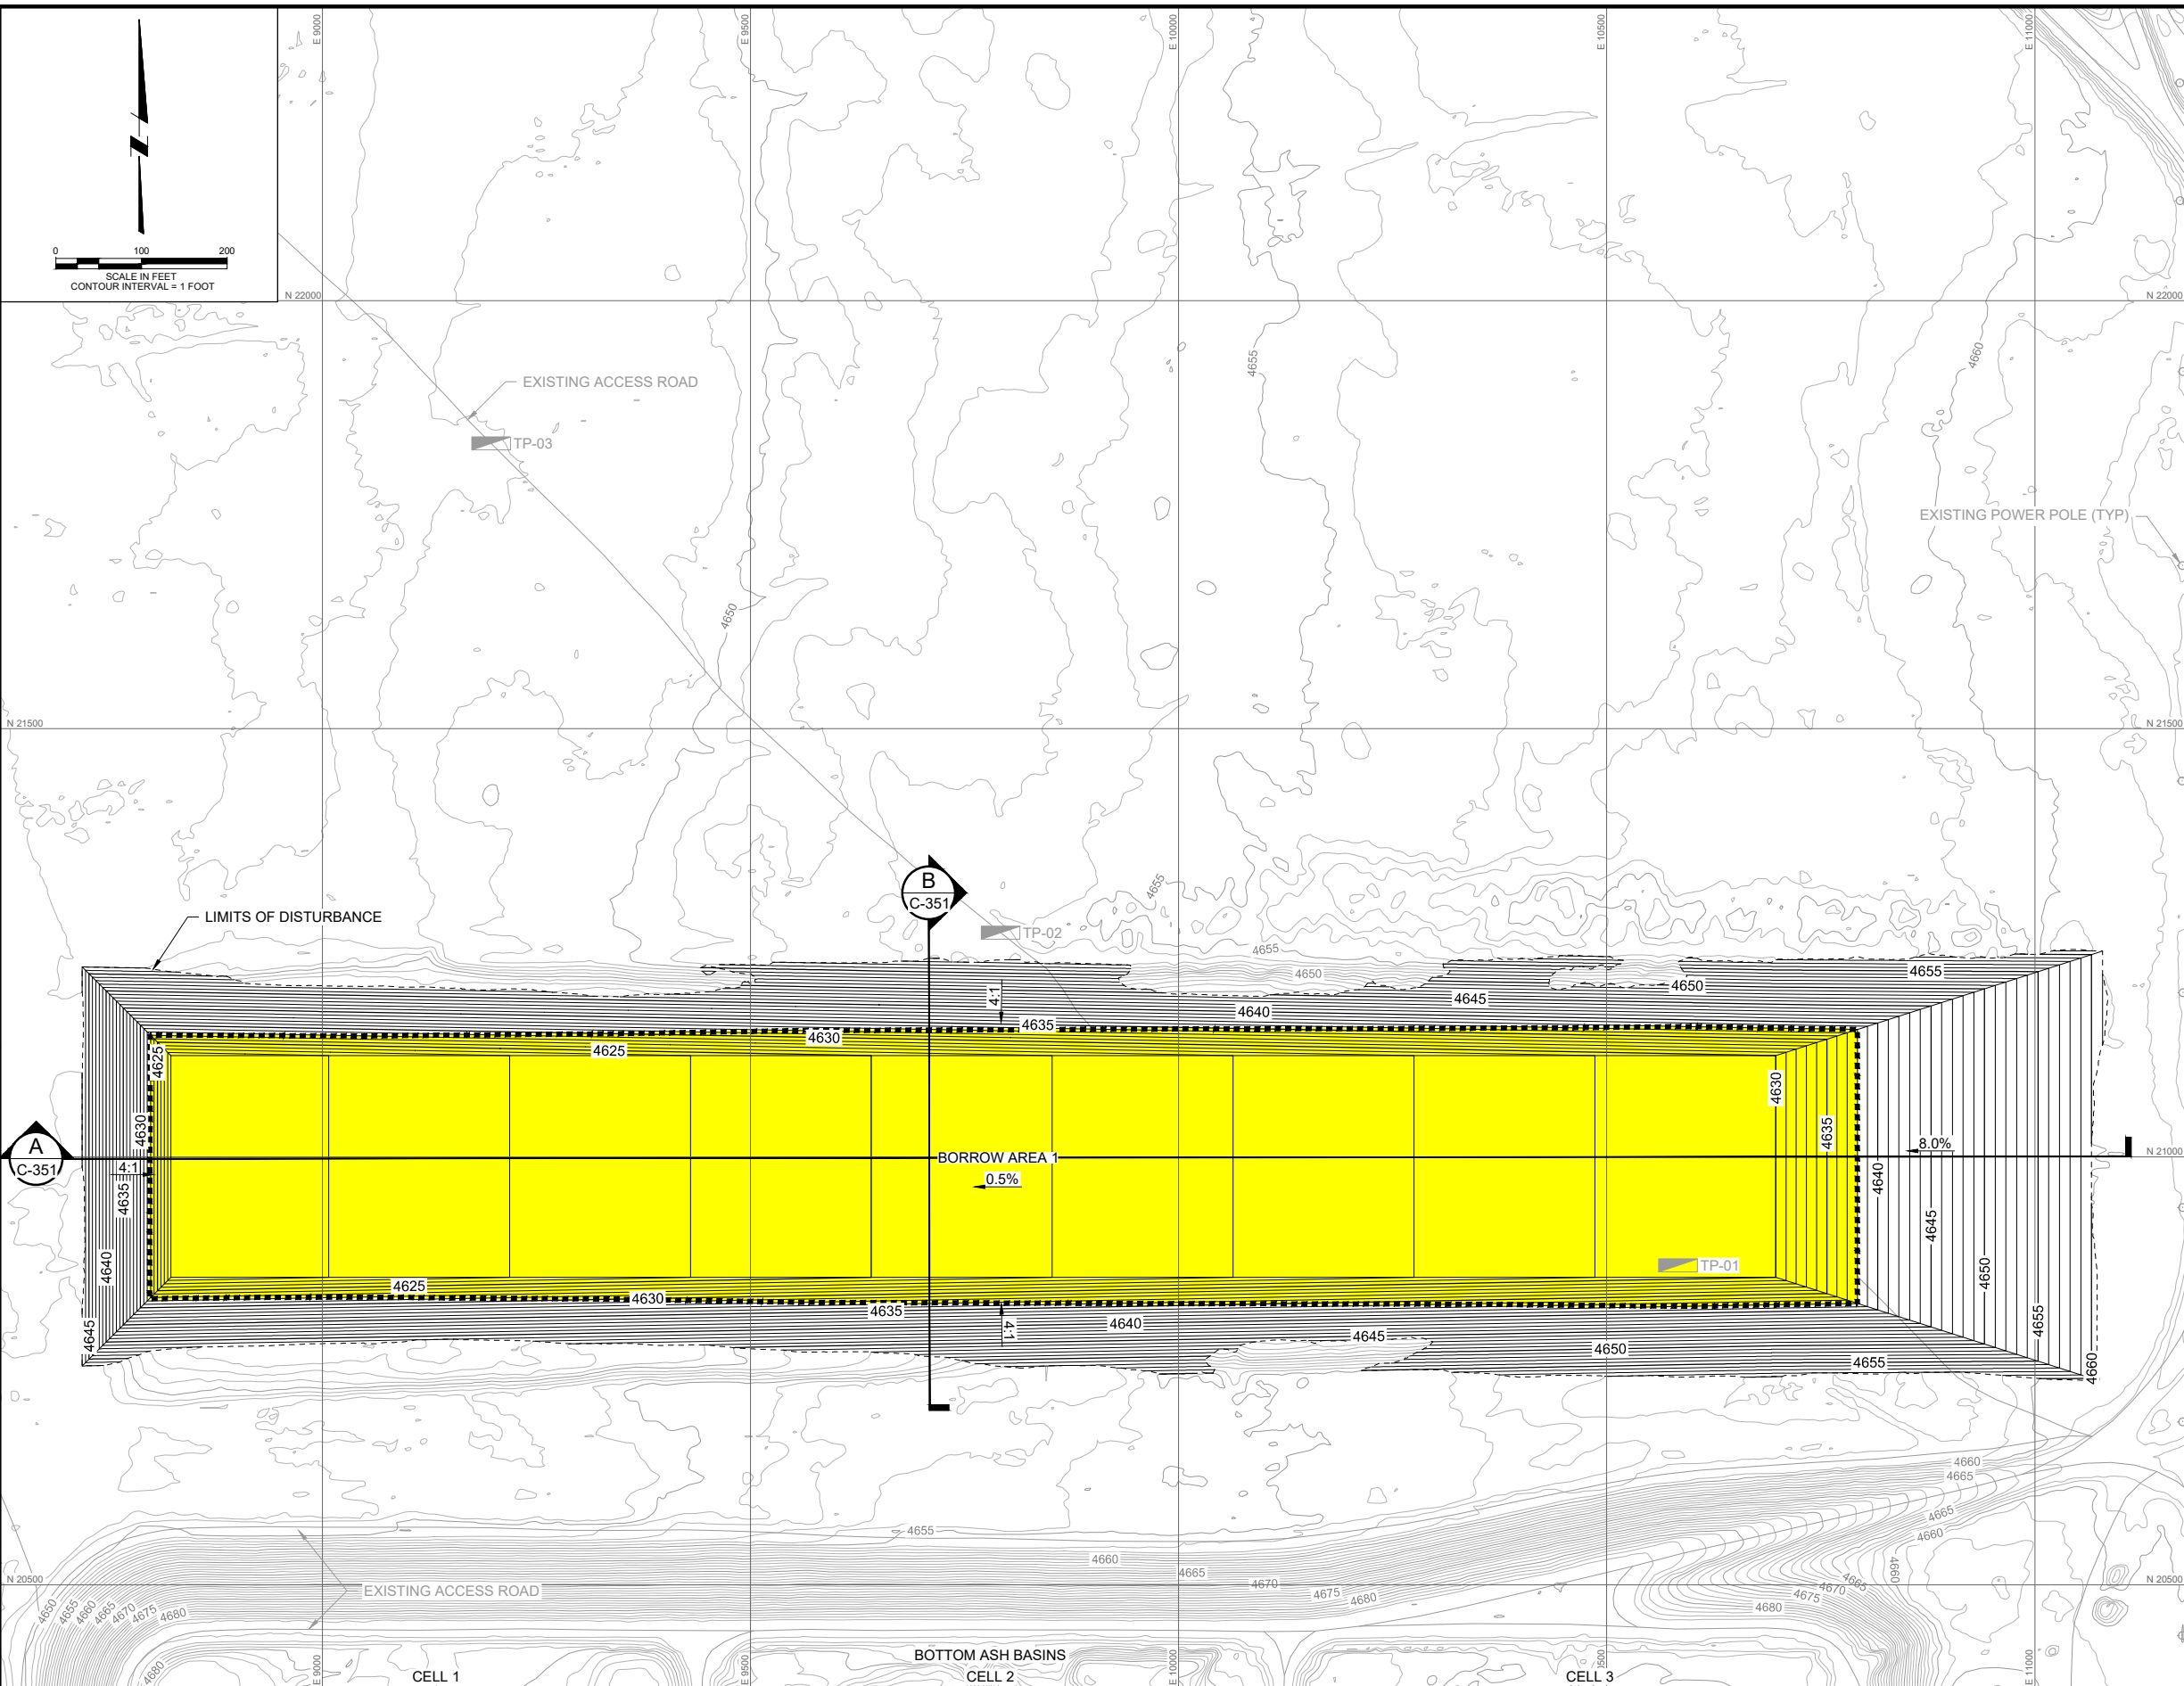 E 9000
E 9500
E 10000
E 10500
E 11000
0 100 200
SCALE IN FEET
CONTOUR INTERVAL = 1 FOOT
N 22000
N 22000
4655
4660
EXISTING ACCESS ROAD
TP-03
EXISTING POWER POLE (TYP)
4650
N 21500
N 21500
B
C-351
4655
LIMITS OF DISTURBANCE
TP-02
4655
4650
4655
4650
4645
4640
4:1
4635
4630
4625
4625
4630
4630
4635
A
C-351
4:1
4635
4640
4645
BORROW AREA 1
0.5%
8.0%
N 21000
4640
4645
4650
4655
4660
TP-01
4625
4630
4635
4:1
4640
4645
4650
4655
4660
4665
4665
4660
4655
4660
4665
4670
4675
4680
4660
4665
4670
4675
4680
N 20500
N 20500
EXISTING ACCESS ROAD
4650
4655
4660
4665
4670
4675
4680
4680
BOTTOM ASH BASINS
CELL 1
CELL 2
CELL 3
E 9000
E 9500
E 10000
E 11000